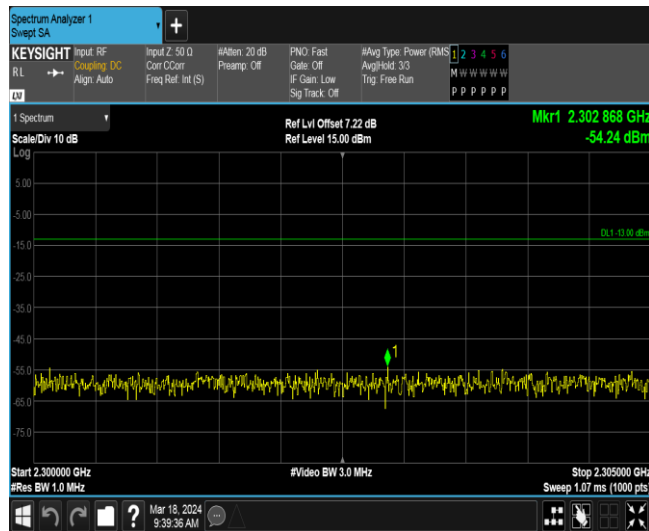 Spectrum Analyzer 1
Swept SA
KEYSIGHT
RL
LXI
Input: RF
Coupling: DC
Align: Auto
Input Z: 50 Ω
Corr CCorr
Freq Ref: Int (S)
#Atten: 20 dB
Preamp: Off
PNO: Fast
Gate: Off
IF Gain: Low
Sig Track: Off
#Avg Type: Power (RMS
Avg|Hold: 3/3
Trig: Free Run
1 2 3 4 5 6
M W W W W W
P P P P P P
1 Spectrum
Scale/Div 10 dB
Ref Lvl Offset 7.22 dB
Ref Level 15.00 dBm
Mkr1 2.302 868 GHz
-54.24 dBm
Log
5.00
-5.00
DL1 -13.00 dBm
-15.0
-25.0
-35.0
-45.0
1
-55.0
-65.0
-75.0
Start 2.300000 GHz
#Video BW 3.0 MHz
Stop 2.305000 GHz
#Res BW 1.0 MHz
Sweep 1.07 ms (1000 pts)
?
Mar 18, 2024
9:39:36 AM